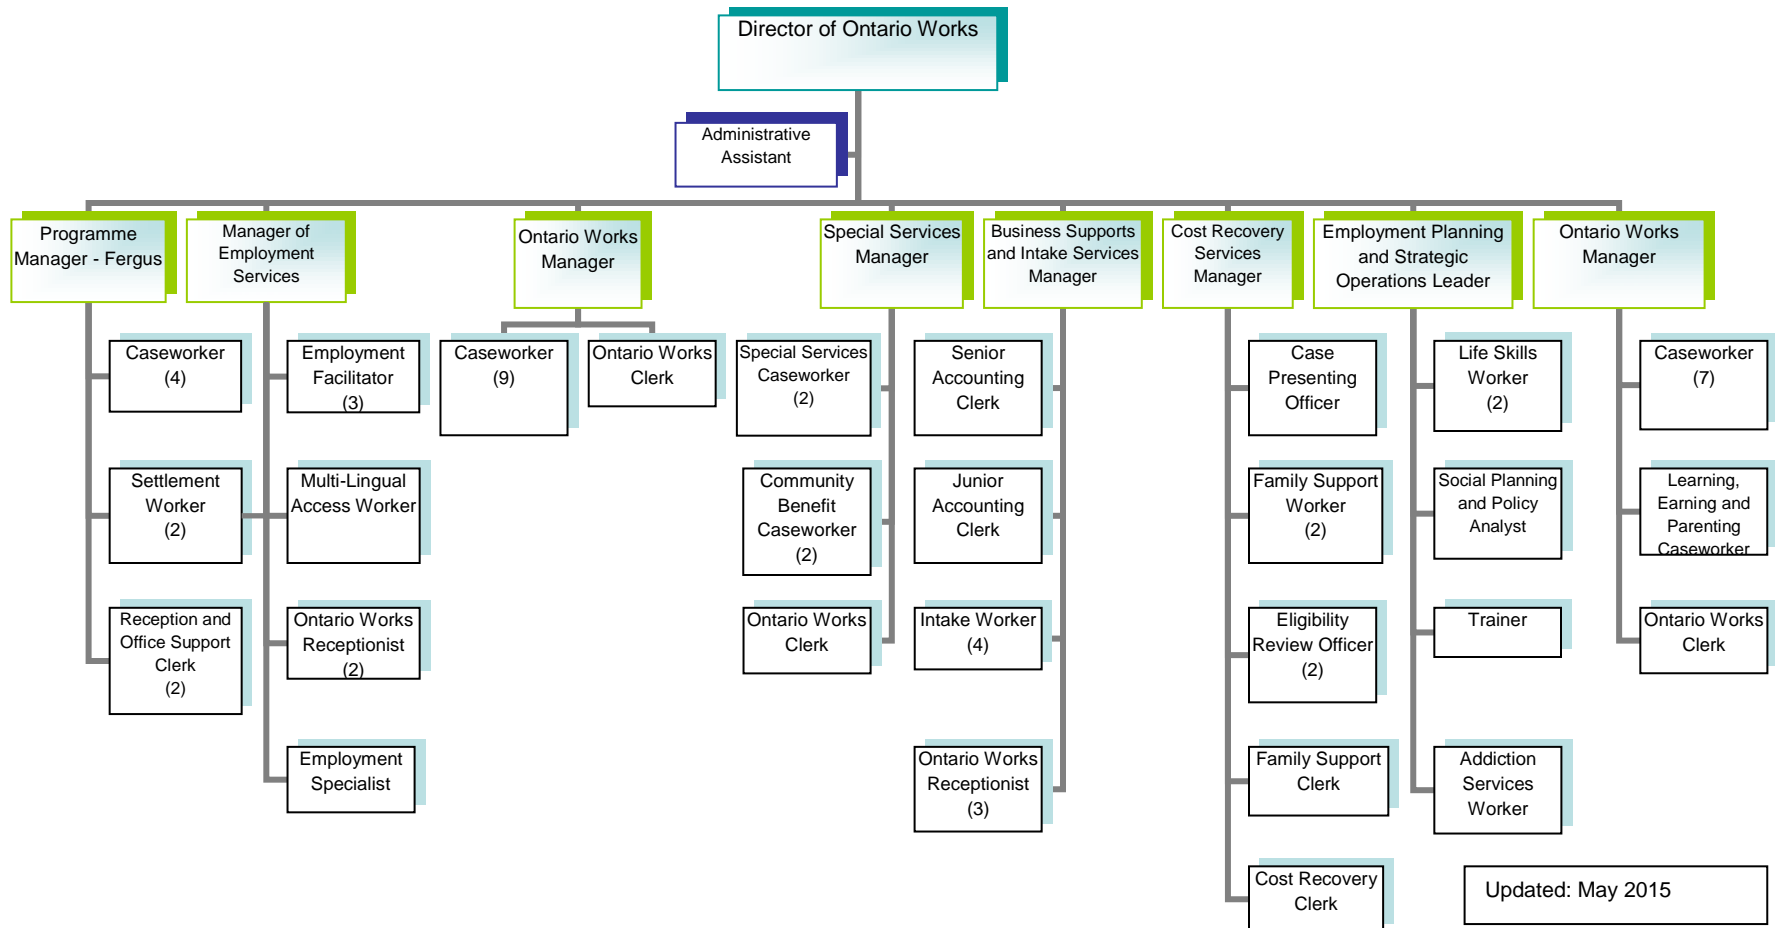 Director of Ontario Works
Administrative
Assistant
Programme
Manager - Fergus
Manager of
Employment
Services
Ontario Works
Manager
Special Services
Manager
Business Supports
and Intake Services
Manager
Cost Recovery
Services
Manager
Employment Planning
and Strategic
Operations Leader
Ontario Works
Manager
Caseworker
(4)
Settlement
Worker
(2)
Reception and
Office Support
Clerk
(2)
Employment
Facilitator
(3)
Multi-Lingual
Access Worker
Ontario Works
Receptionist
(2)
Employment
Specialist
Caseworker
(9)
Ontario Works
Clerk
Special Services
Caseworker
(2)
Community
Benefit
Caseworker
(2)
Ontario Works
Clerk
Senior
Accounting
Clerk
Junior
Accounting
Clerk
Intake Worker
(4)
Ontario Works
Receptionist
(3)
Case
Presenting
Officer
Family Support
Worker
(2)
Eligibility
Review Officer
(2)
Family Support
Clerk
Cost Recovery
Clerk
Life Skills
Worker
(2)
Social Planning
and Policy
Analyst
Trainer
Addiction
Services
Worker
Caseworker
(7)
Learning,
Earning and
Parenting
Caseworker
Ontario Works
Clerk
Updated: May 2015